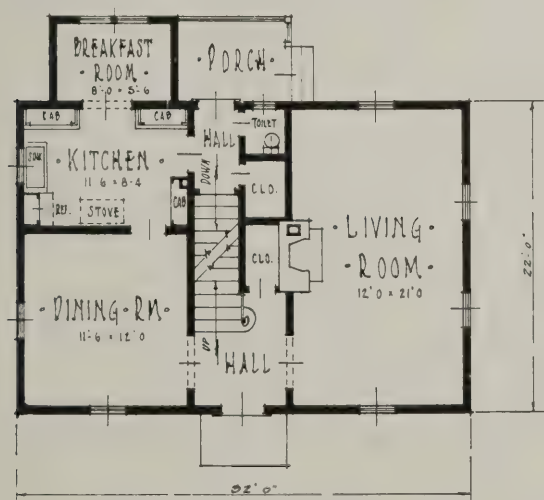 BREAKFAST
ROOM
8'-0 = 5'-6
PORCH
CAB
CAB
HALL
TOILET
SINK
KITCHEN
11'-6 = 8-4
DOWN
CLO.
REF.
STOVE
CAB
CLO.
LIVING
ROOM
12'-0 = 21'-0
22'-0"
DINING RM
11'-6 = 12'-0
UP
HALL
32'-0"